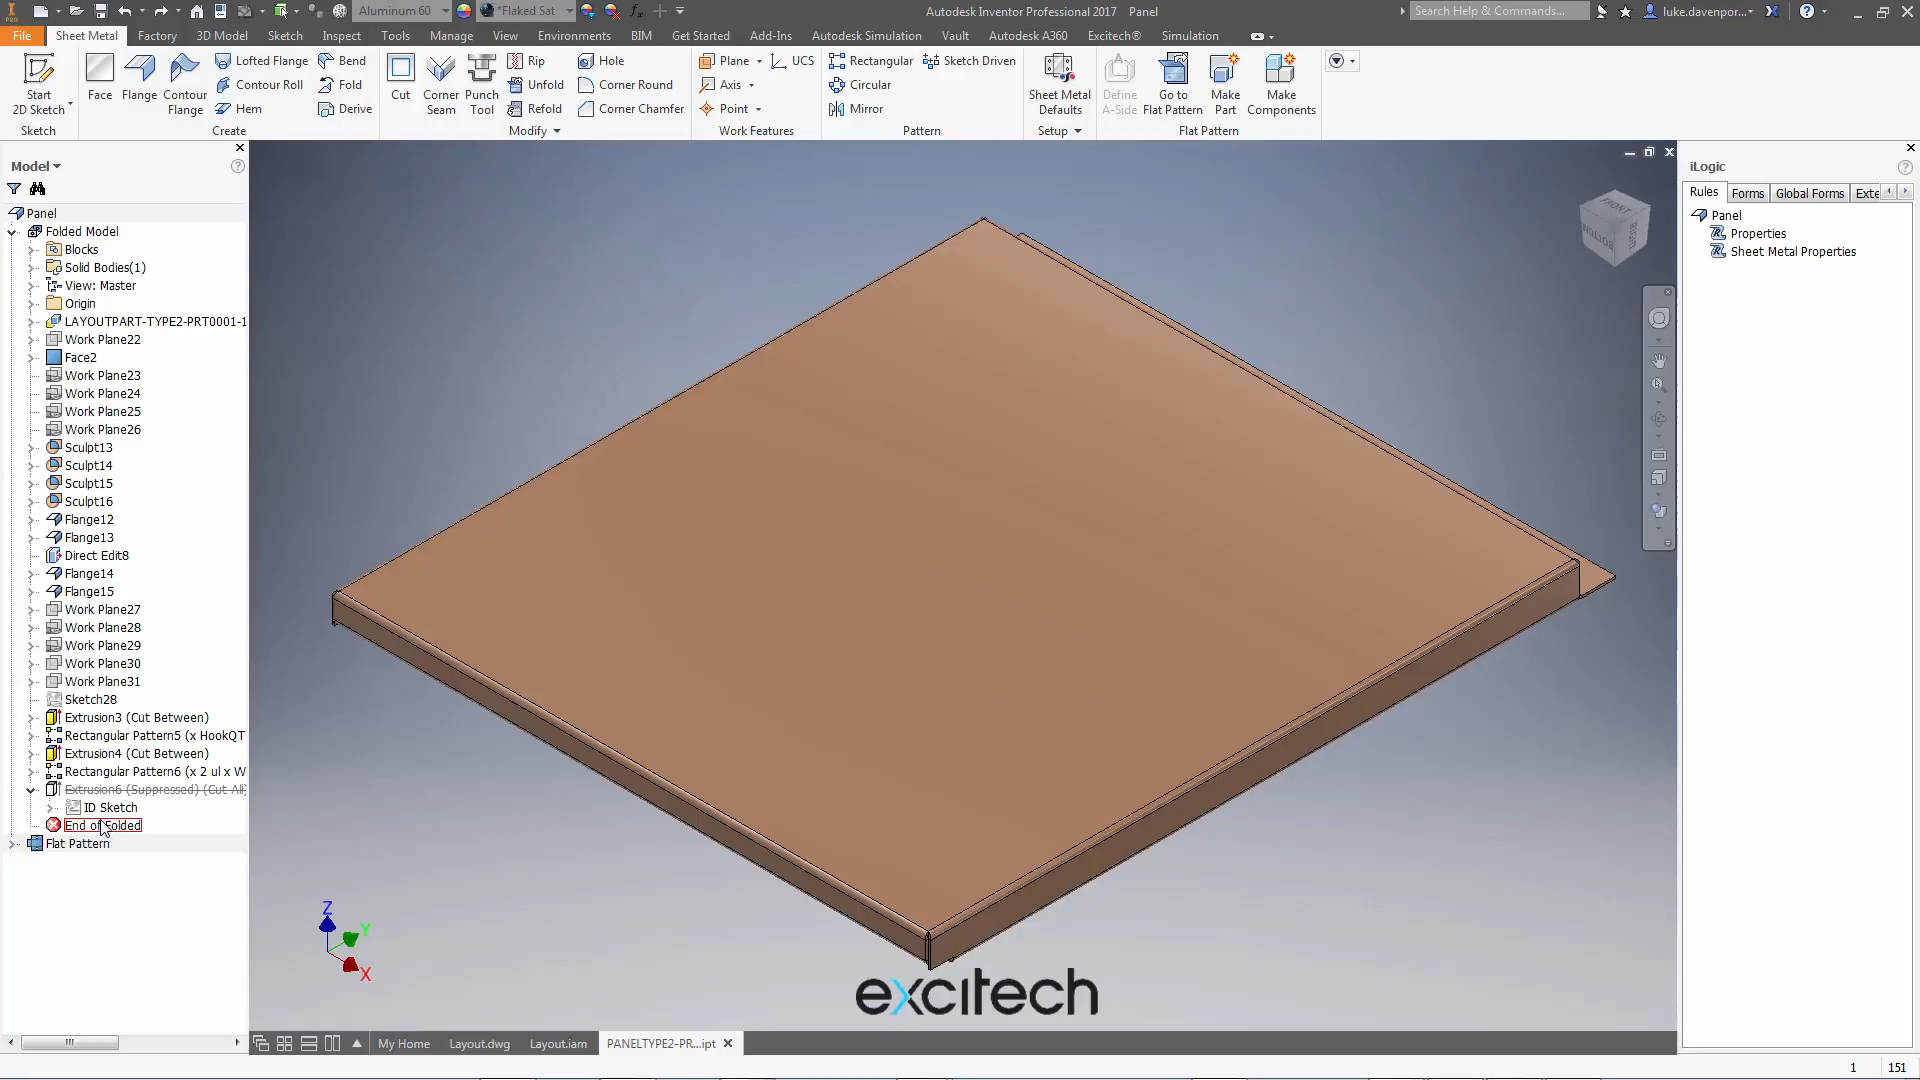 Aluminum 60
*Flaked Sat
Autodesk Inventor Professional 2017 Panel
Search Help & Commands...
luke.davenpor...
PRO
File
Sheet Metal
Factory
3D Model
Sketch
Inspect
Tools
Manage
View
Environments
BIM
Get Started
Add-Ins
Autodesk Simulation
Vault
Autodesk A360
Excitech®
Simulation
Start
2D Sketch
Sketch
Face
Flange
Contour
Flange
Lofted Flange
Contour Roll
Hem
Bend
Fold
Derive
Create
Cut
Corner
Seam
Punch
Tool
Rip
Unfold
Refold
Hole
Corner Round
Corner Chamfer
Modify
Plane
Axis
Point
UCS
Work Features
Rectangular
Circular
Mirror
Sketch Driven
Pattern
Sheet Metal
Defaults
Setup
Define
A-Side
Go to
Flat Pattern
Make
Part
Make
Components
Flat Pattern
Model
Panel
Folded Model
Blocks
Solid Bodies(1)
View: Master
Origin
LAYOUTPART-TYPE2-PRT0001-1
Work Plane22
Face2
Work Plane23
Work Plane24
Work Plane25
Work Plane26
Sculpt13
Sculpt14
Sculpt15
Sculpt16
Flange12
Flange13
Direct Edit8
Flange14
Flange15
Work Plane27
Work Plane28
Work Plane29
Work Plane30
Work Plane31
Sketch28
Extrusion3 (Cut Between)
Rectangular Pattern5 (x HookQT
Extrusion4 (Cut Between)
Rectangular Pattern6 (x 2 ul x W
Extrusion6 (Suppressed) (Cut All
ID Sketch
End of Folded
Flat Pattern
FRONT
RIGHT
BOTTOM
Z
Y
X
excitech
iLogic
Rules
Forms
Global Forms
Exte
Panel
Properties
Sheet Metal Properties
My Home
Layout.dwg
Layout.iam
PANELTYPE2-PR...ipt
1
151